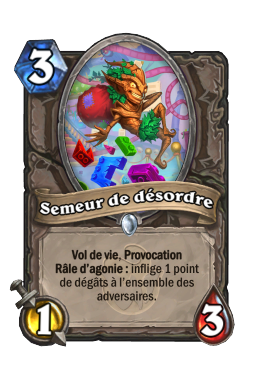 3
Semeur de désordre
Vol de vie, Provocation
Râle d'agonie : inflige 1 point
de dégâts à l'ensemble des
adversaires.
1
3